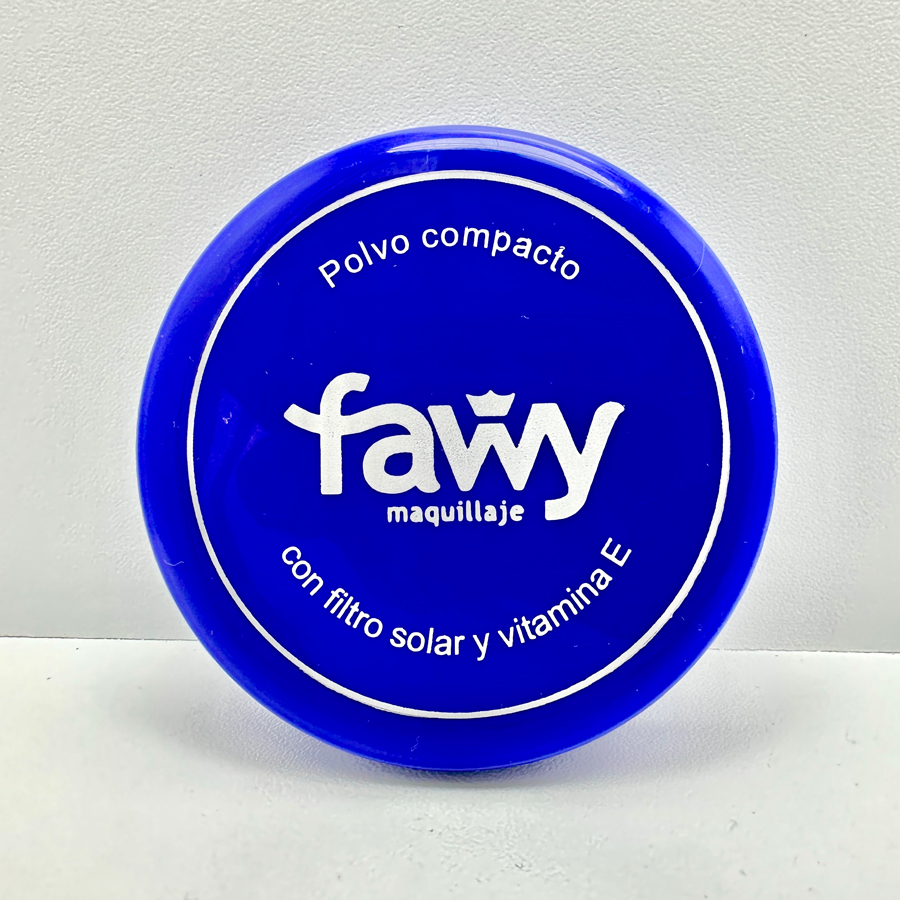 Polvo compacto
fawy
maquillaje
con filtro solar y vitamina E